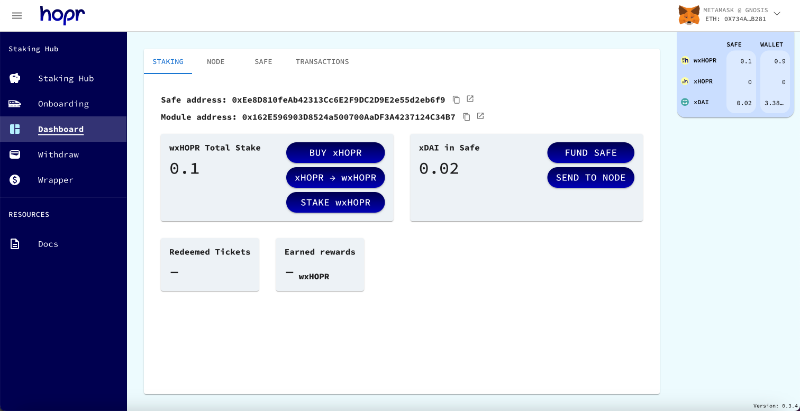 hopr
METAMASK @ GNOSIS
ETH: 0X734A…B281
Staking Hub
Staking Hub
Onboarding
Dashboard
Withdraw
Wrapper
RESOURCES
Docs
STAKING NODE SAFE TRANSACTIONS
Safe address: 0xEe8D810feAb42313Cc6E2F9DC2D9E2e55d2eb6f9
Module address: 0x162E596903D8524a500700AaDF3A4237124C34B7
wxHOPR Total Stake
0.1
BUY xHOPR
xHOPR → wxHOPR
STAKE wxHOPR
xDAI in Safe
0.02
FUND SAFE
SEND TO NODE
Redeemed Tickets
–
Earned rewards
– wxHOPR
SAFE WALLET
wxHOPR 0.1 0.9
xHOPR 0 0
xDAI 0.02 3.38…
Version: 0.3.4